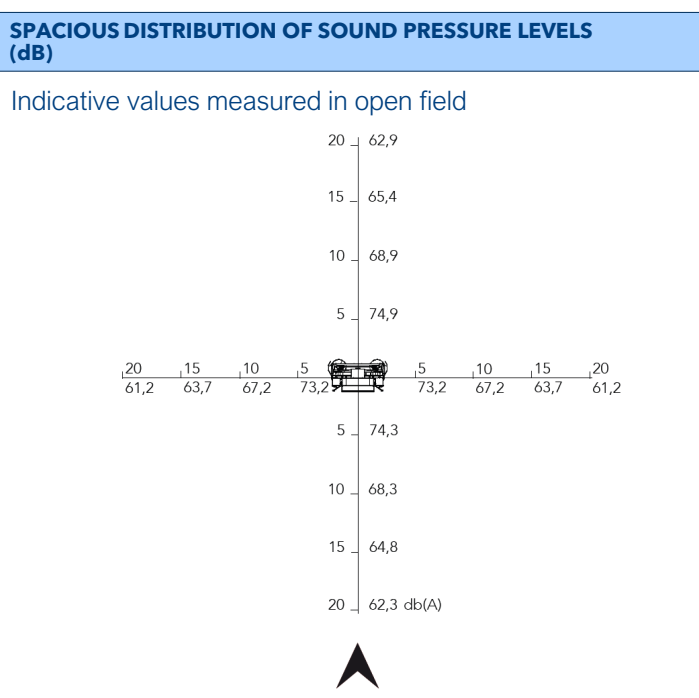 SPACIOUS DISTRIBUTION OF SOUND PRESSURE LEVELS
(dB)
Indicative values measured in open field
20 62,9
15 65,4
10 68,9
5 74,9
20 15 10 5 5 10 15 20
61,2 63,7 67,2 73,2 73,2 67,2 63,7 61,2
5 74,3
10 68,3
15 64,8
20 62,3 db(A)